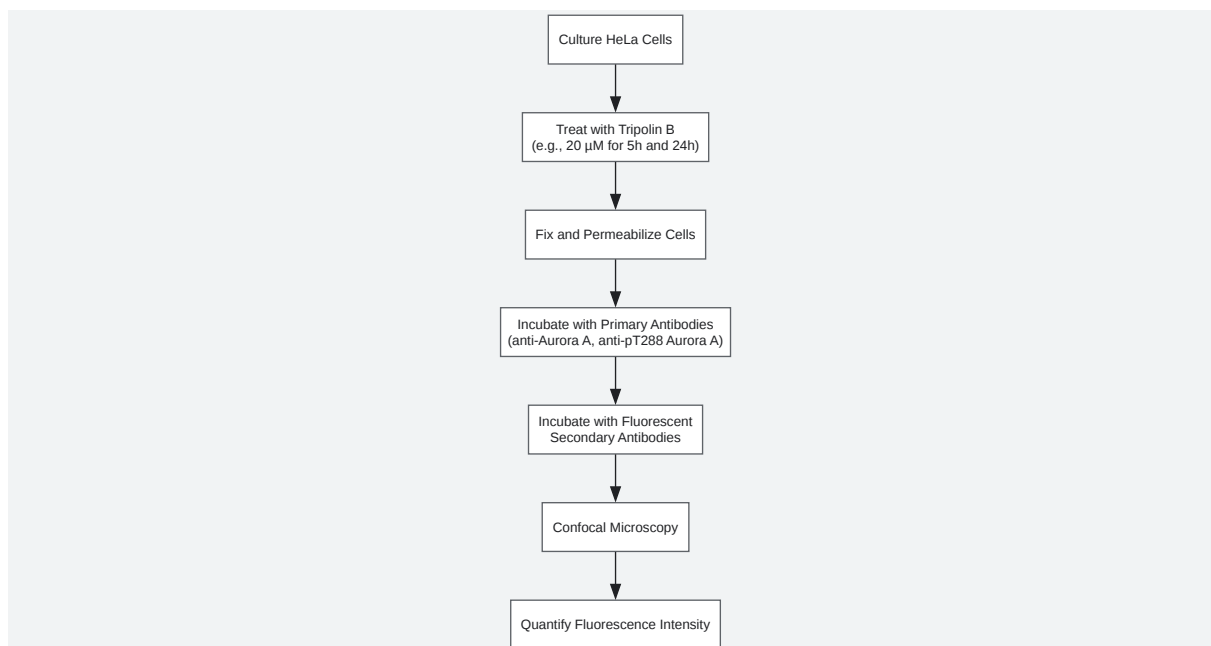 Culture HeLa Cells
Treat with Tripolin B
(e.g., 20 µM for 5h and 24h)
Fix and Permeabilize Cells
Incubate with Primary Antibodies
(anti-Aurora A, anti-pT288 Aurora A)
Incubate with Fluorescent
Secondary Antibodies
Confocal Microscopy
Quantify Fluorescence Intensity